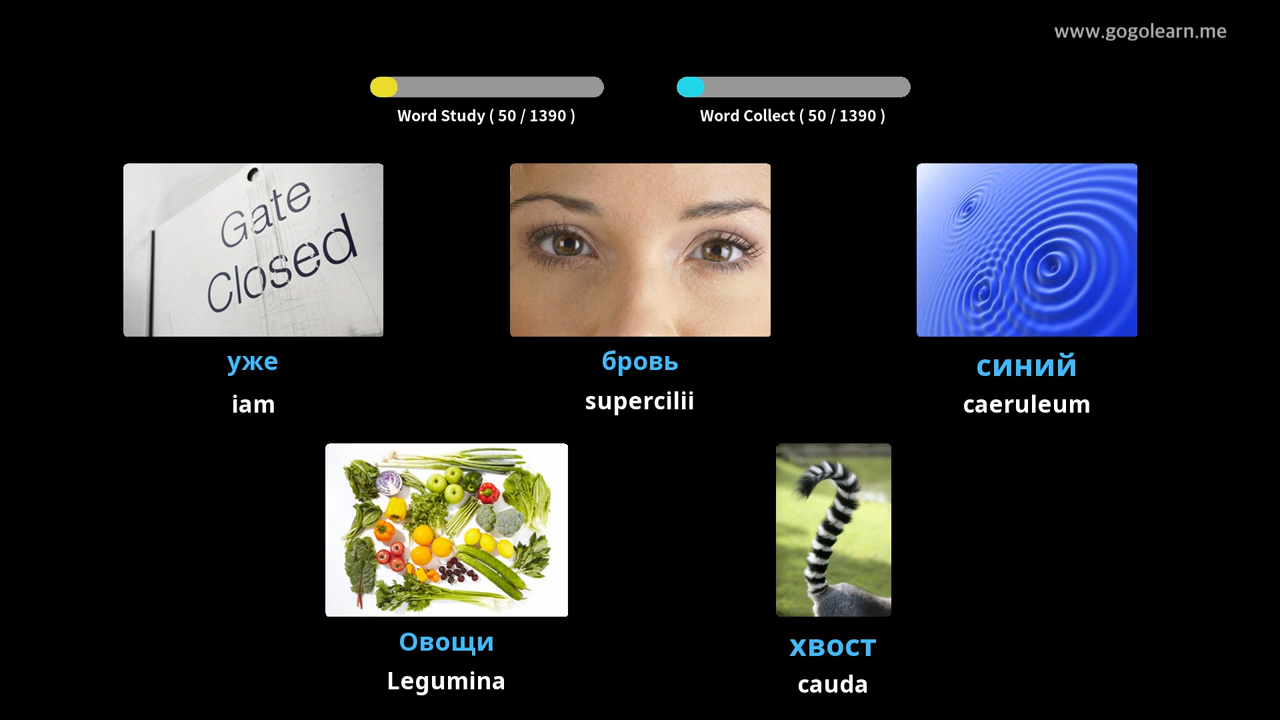 www.gogolearn.me
Word Study ( 50 / 1390 )
Word Collect ( 50 / 1390 )
Gate
Closed
уже
iam
бровь
supercilii
синий
caeruleum
Овощи
Legumina
хвост
cauda